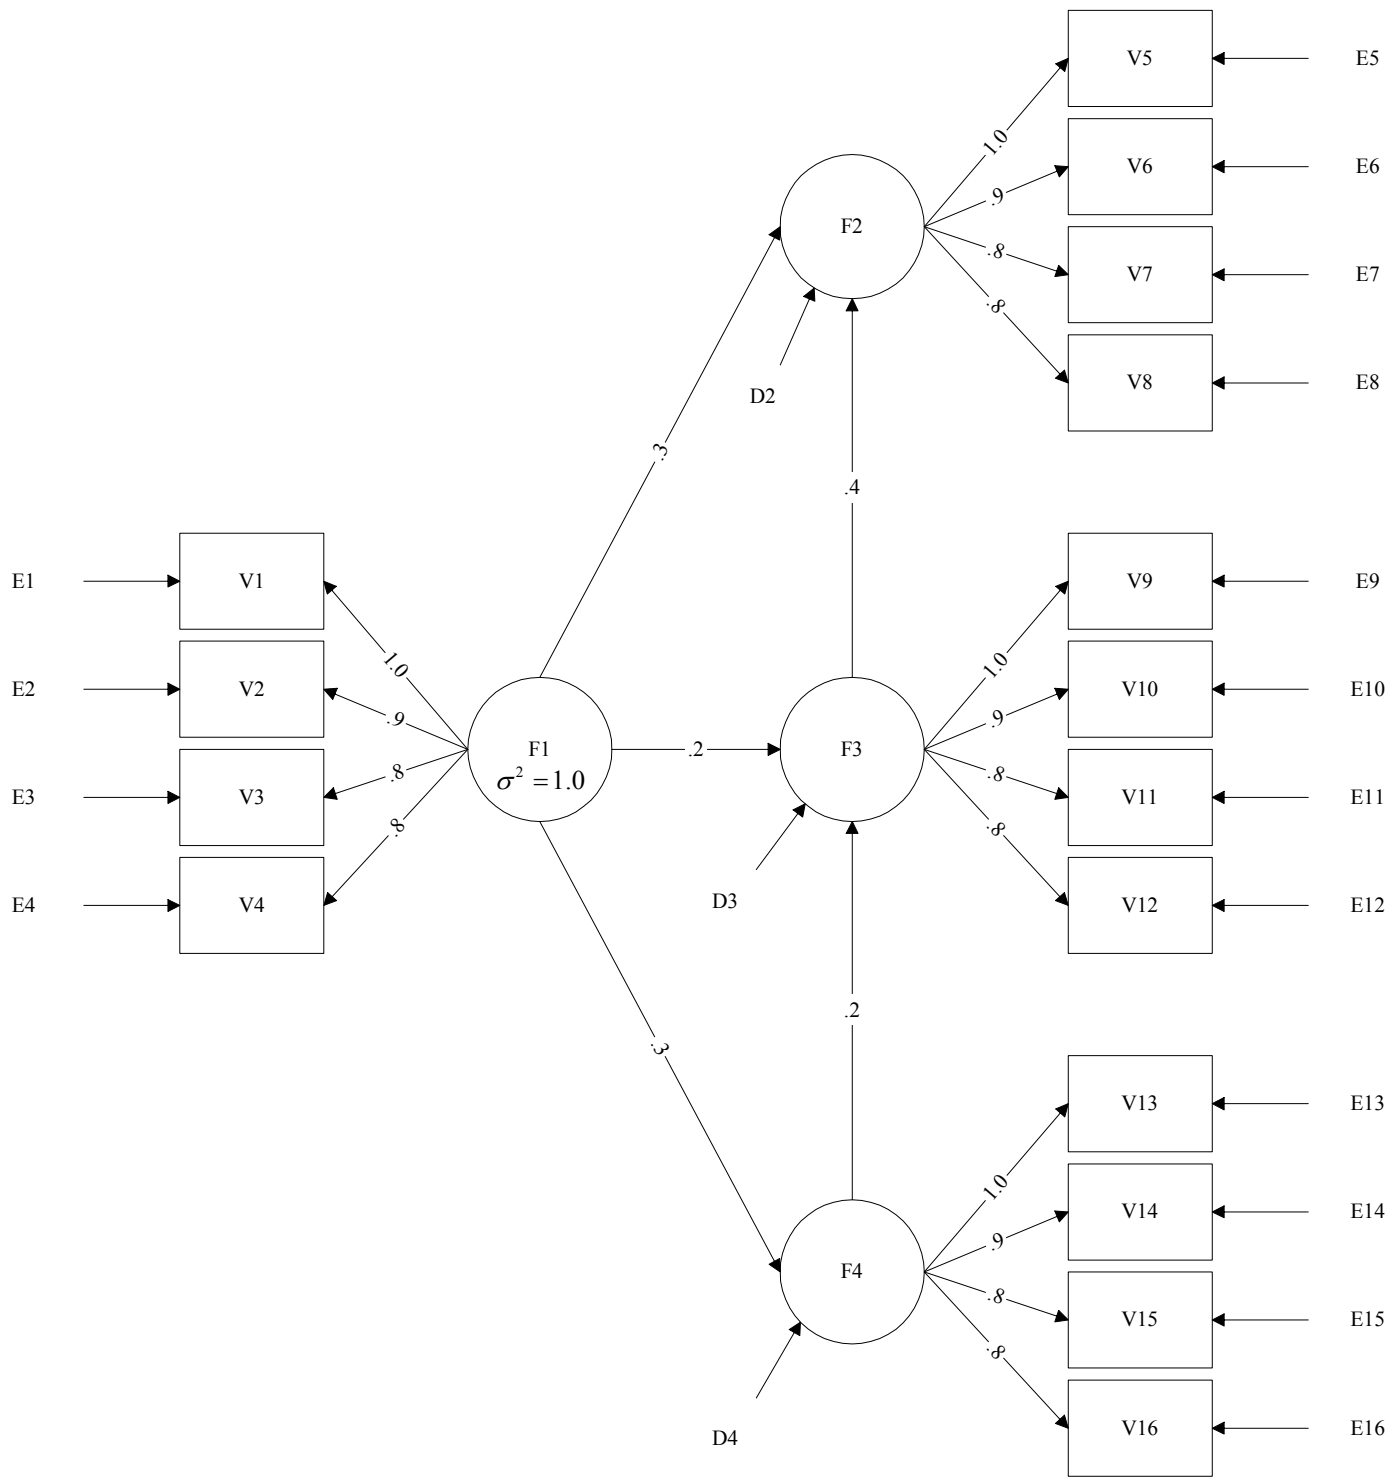 V5
E5
1.0
V6
E6
.9
F2
.8
V7
E7
.8
V8
E8
D2
.3
.4
E1
V1
V9
E9
1.0
1.0
E2
V2
V10
E10
.9
.9
F1
.2
F3
σ² = 1.0
.8
.8
E3
V3
V11
E11
.8
.8
E4
V4
V12
E12
D3
.2
.3
V13
E13
1.0
V14
E14
.9
F4
.8
V15
E15
.8
V16
E16
D4